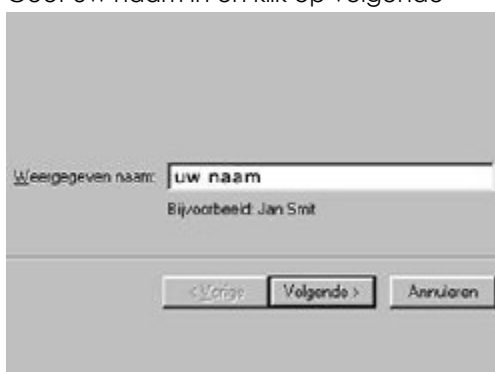 Geef uw naam in en klik op volgende
Weergegeven naam: uw naam
Bijvoorbeeld: Jan Smit
< Vorige Volgende > Annuleren